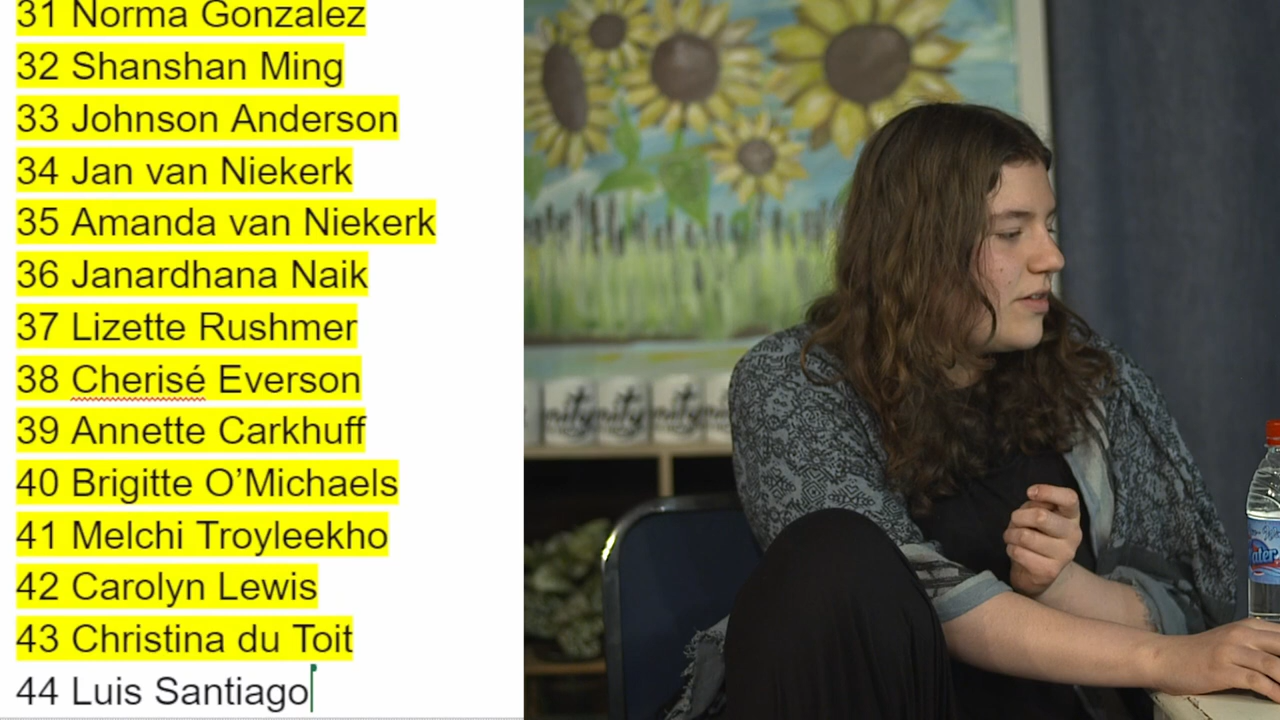 31 Norma Gonzalez
32 Shanshan Ming
33 Johnson Anderson
34 Jan van Niekerk
35 Amanda van Niekerk
36 Janardhana Naik
37 Lizette Rushmer
38 Cherisé Everson
39 Annette Carkhuff
40 Brigitte O’Michaels
41 Melchi Troyleekho
42 Carolyn Lewis
43 Christina du Toit
44 Luis Santiago